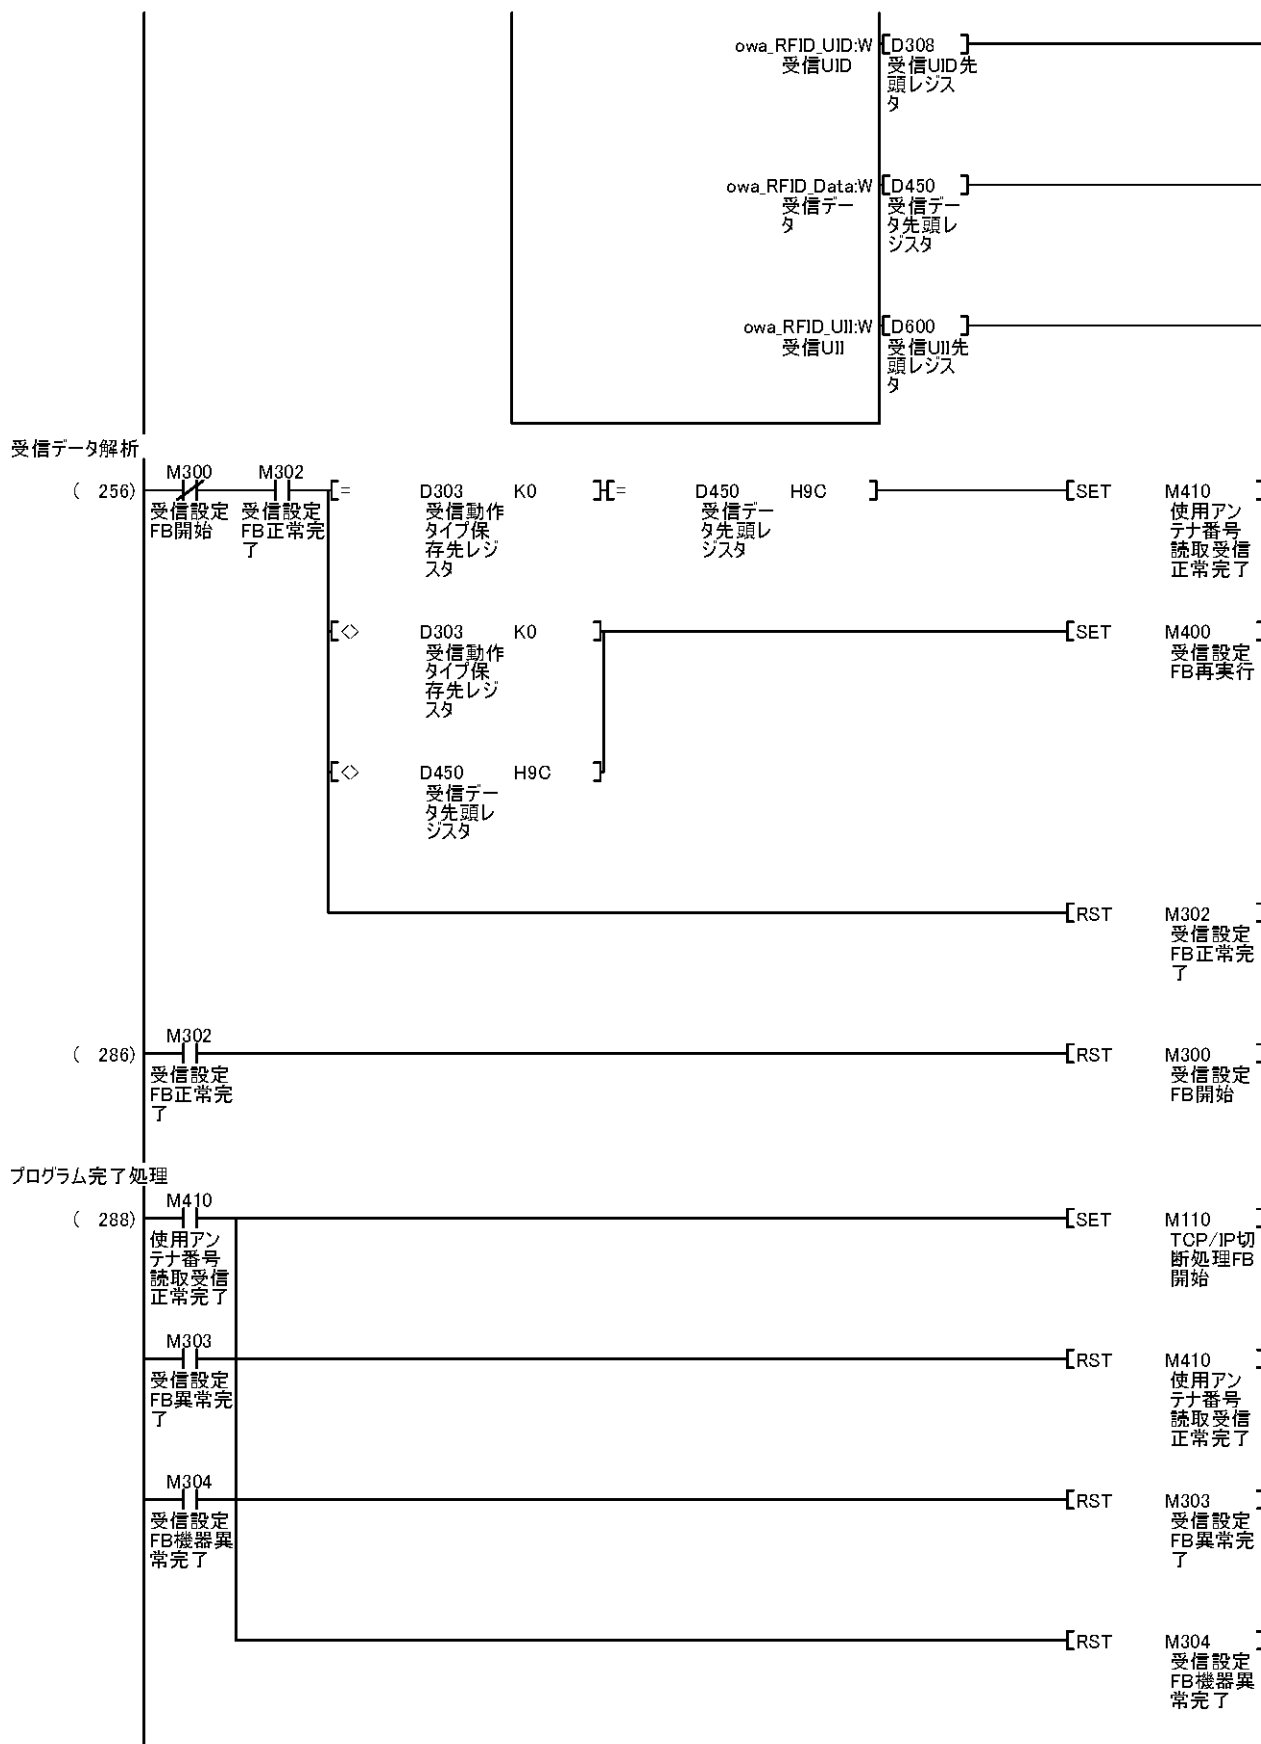 owa_RFID_UID:W [D308 ]
受信UID 受信UID先
頭レジス
タ
owa_RFID_Data:W [D450 ]
受信デー 受信デー
タ タ先頭レ
ジスタ
owa_RFID_UII:W [D600 ]
受信UII 受信UII先
頭レジス
タ
受信データ解析
M300 M302
( 256) [= D303 K0 ][= D450 H9C ] [SET M410 ]
受信設定 受信設定 受信動作 受信デー 使用アン
FB開始 FB正常完 タイプ保 タ先頭レ テナ番号
了 存先レジ ジスタ 読取受信
スタ 正常完了
[<> D303 K0 ] [SET M400 ]
受信動作 受信設定
タイプ保 FB再実行
存先レジ
スタ
[<> D450 H9C ]
受信デー
タ先頭レ
ジスタ
[RST M302 ]
受信設定
FB正常完
了
M302
( 286) [RST M300 ]
受信設定 受信設定
FB正常完 FB開始
了
プログラム完了処理
M410
( 288) [SET M110 ]
使用アン TCP/IP切
テナ番号 断処理FB
読取受信 開始
正常完了
M303
[RST M410 ]
受信設定 使用アン
FB異常完 テナ番号
了 読取受信
正常完了
M304
[RST M303 ]
受信設定 受信設定
FB機器異 FB異常完
常完了 了
[RST M304 ]
受信設定
FB機器異
常完了